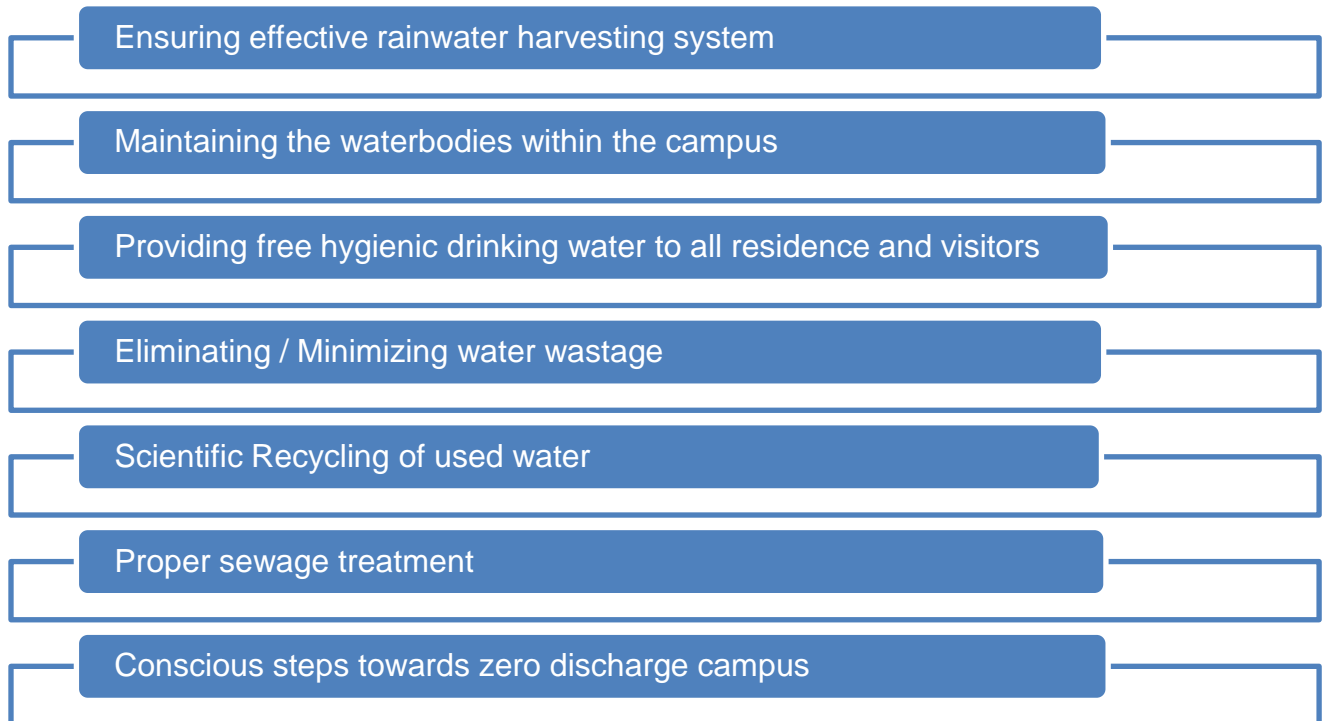 Ensuring effective rainwater harvesting system
Maintaining the waterbodies within the campus
Providing free hygienic drinking water to all residence and visitors
Eliminating / Minimizing water wastage
Scientific Recycling of used water
Proper sewage treatment
Conscious steps towards zero discharge campus